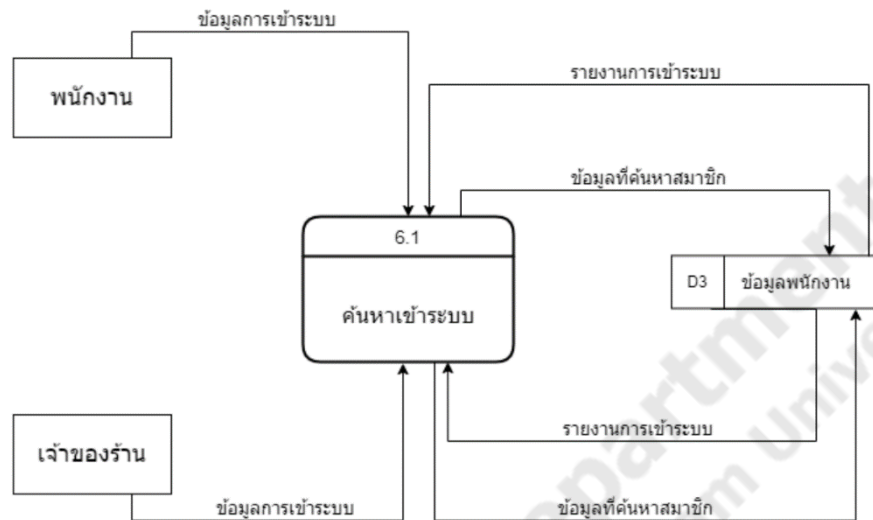 ข้อมูลการเข้าระบบ
พนักงาน
รายงานการเข้าระบบ
ข้อมูลที่ค้นหาสมาชิก
6.1
ค้นหาเข้าระบบ
D3 ข้อมูลพนักงาน
เจ้าของร้าน
รายงานการเข้าระบบ
ข้อมูลการเข้าระบบ
ข้อมูลที่ค้นหาสมาชิก